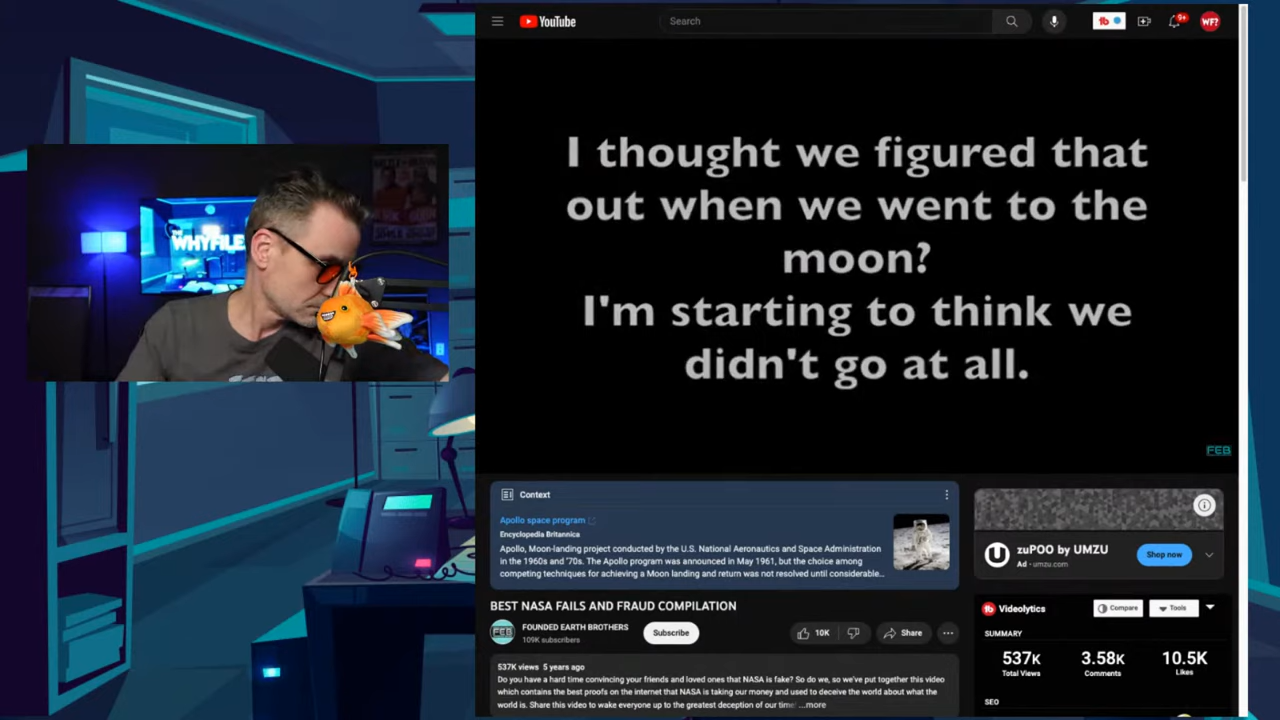 YouTube
Search
9+
WF?
I thought we figured that
out when we went to the
moon?
I'm starting to think we
didn't go at all.
FEB
WHYFILE
Context
Apollo space program
Encyclopedia Britannica
Apollo, Moon-landing project conducted by the U.S. National Aeronautics and Space Administration
in the 1960s and '70s. The Apollo program was announced in May 1961, but the choice among
competing techniques for achieving a Moon landing and return was not resolved until considerable...
zuPOO by UMZU
Ad · umzu.com
Shop now
BEST NASA FAILS AND FRAUD COMPILATION
FEB
FOUNDED EARTH BROTHERS
109K subscribers
Subscribe
10K
Share
537K views 5 years ago
Do you have a hard time convincing your friends and loved ones that NASA is fake? So do we, so we've put together this video
which contains the best proofs on the internet that NASA is taking our money and used to deceive the world about what the
world is. Share this video to wake everyone up to the greatest deception of our time! ...more
tb Videolytics
Compare
Tools
SUMMARY
537K
3.58K
10.5K
Total Views
Comments
Likes
SEO